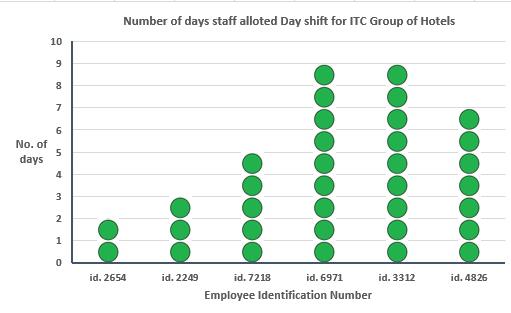 Number of days staff alloted Day shift for ITC Group of Hotels
10
9
8
7
6
5
4
3
2
1
0
No. of
days
id. 2654 id. 2249 id. 7218 id. 6971 id. 3312 id. 4826
Employee Identification Number